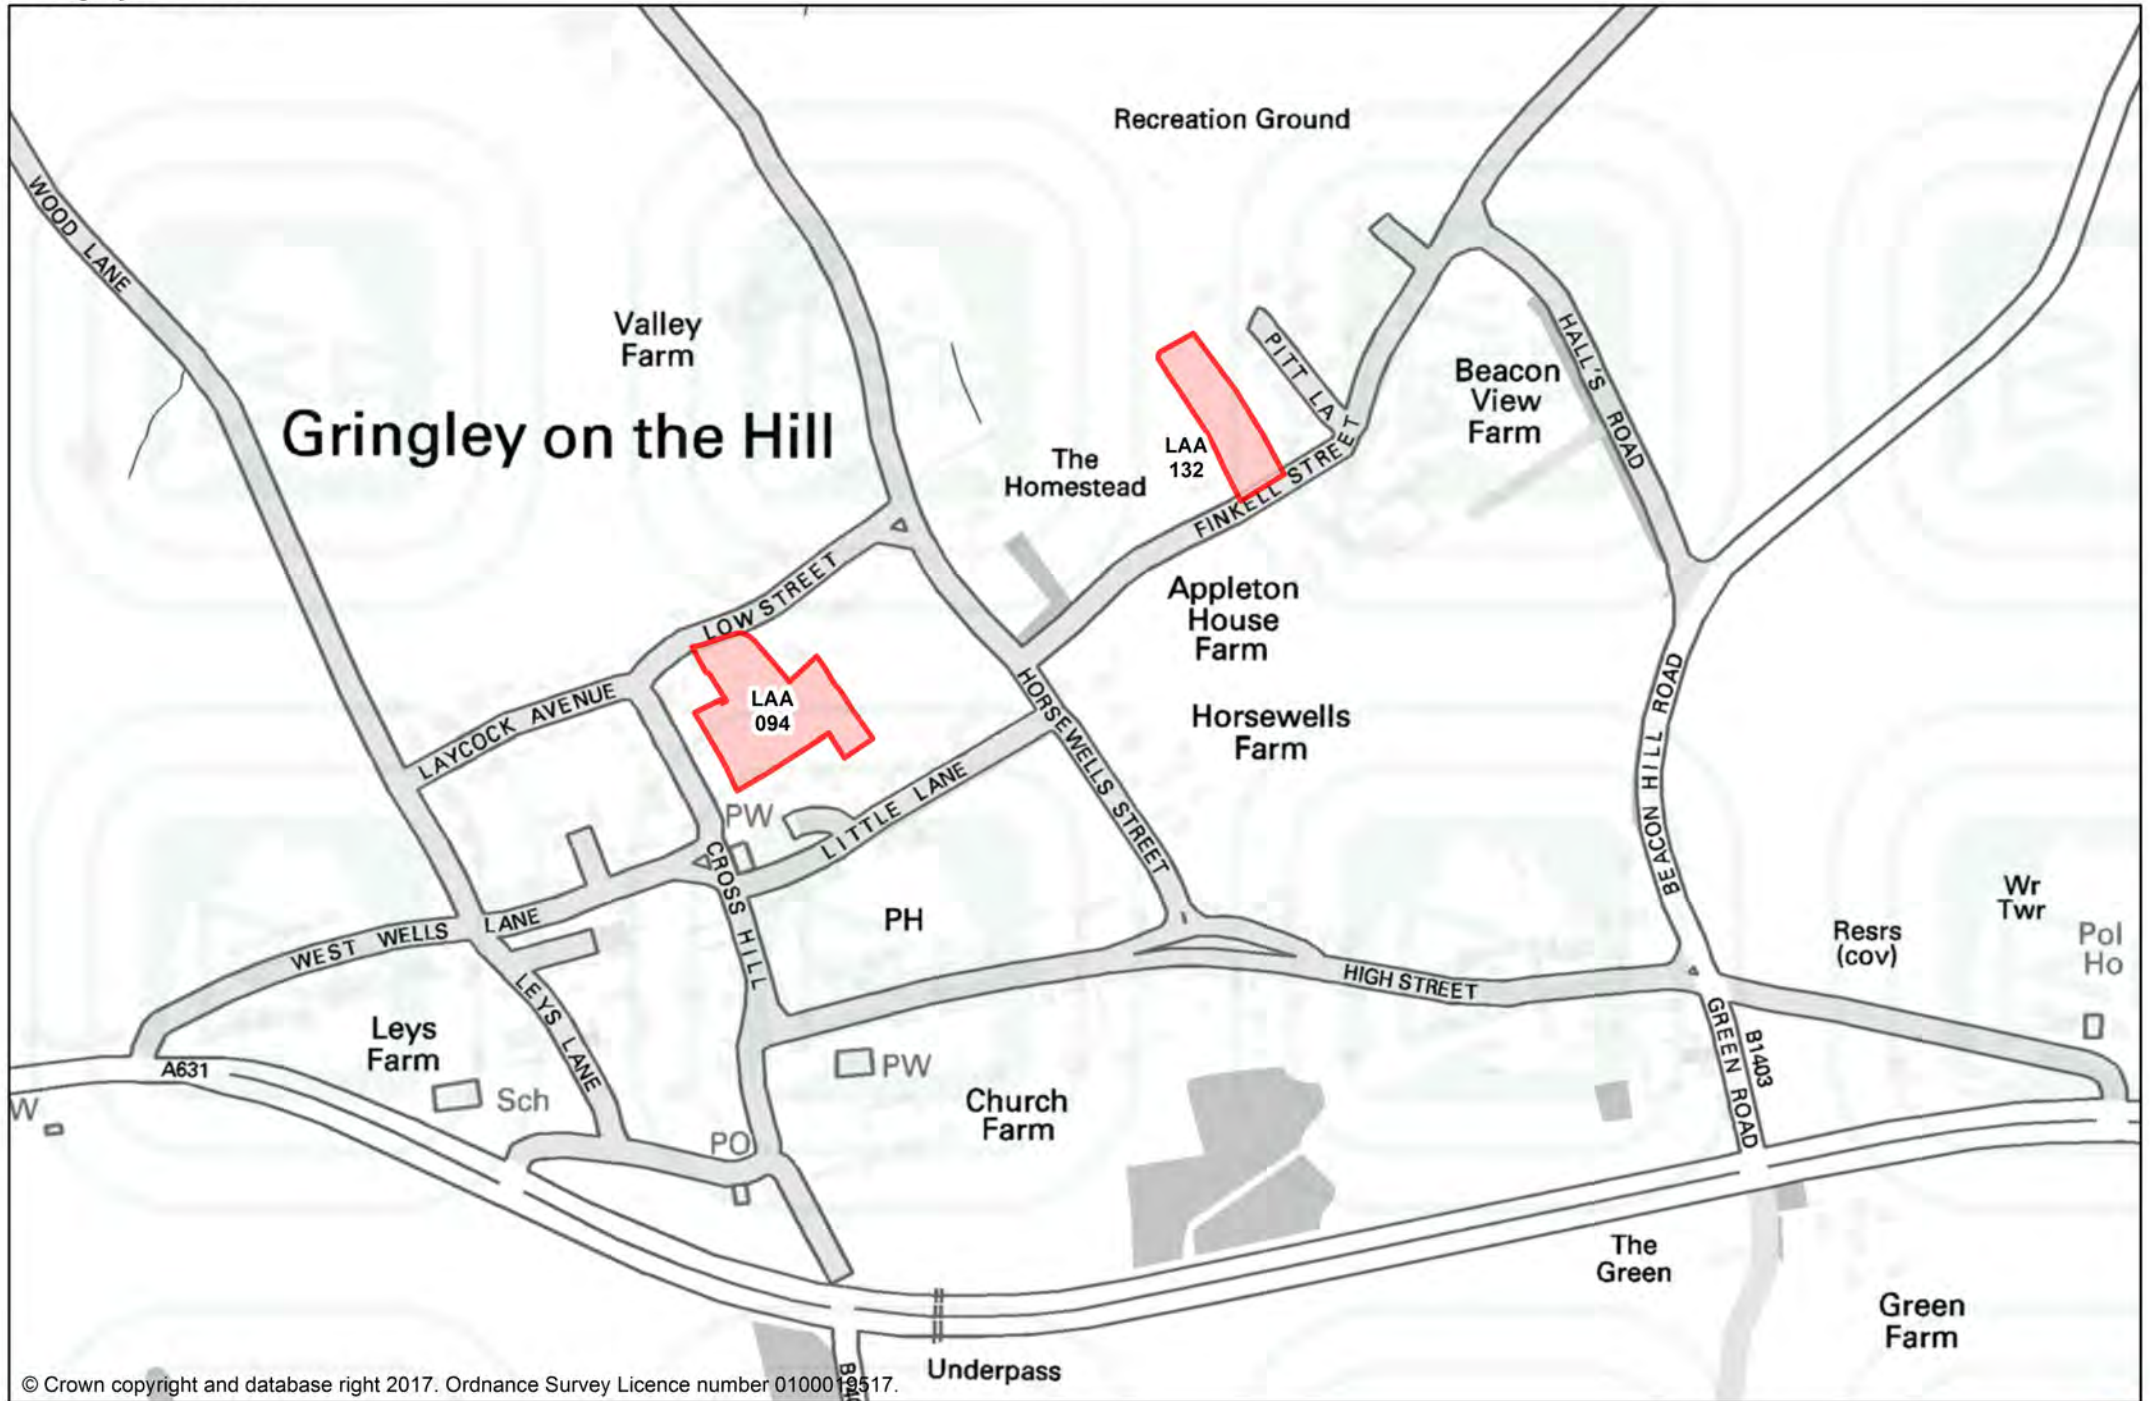 Recreation Ground
WOOD LANE
Valley
Farm
Gringley on the Hill
PITT LA
HALL'S ROAD
Beacon
View
Farm
LAA
132
The
Homestead
FINKELL STREET
LOW STREET
Appleton
House
Farm
LAA
094
LAYCOCK AVENUE
HORSEWELLS STREET
Horsewells
Farm
BEACON HILL ROAD
PW
LITTLE LANE
CROSS HILL
PH
WEST WELLS LANE
Wr
Twr
Resrs
(cov)
Pol
Ho
HIGH STREET
LEYS LANE
Leys
Farm
GREEN ROAD
B1403
A631
PW
Sch
Church
Farm
W
PO
The
Green
Green
Farm
Underpass
© Crown copyright and database right 2017. Ordnance Survey Licence number 0100019517.